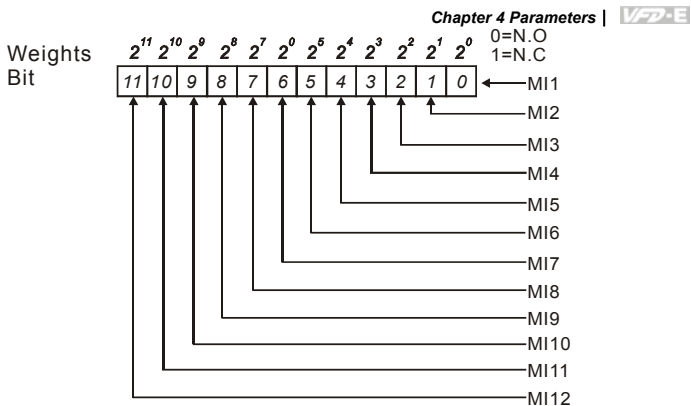 Chapter 4 Parameters | VFD-E
Weights 2¹¹ 2¹⁰ 2⁹ 2⁸ 2⁷ 2⁰ 2⁵ 2⁴ 2³ 2² 2¹ 2⁰ 0=N.O
1=N.C
Bit 11 10 9 8 7 6 5 4 3 2 1 0 MI1
MI2
MI3
MI4
MI5
MI6
MI7
MI8
MI9
MI10
MI11
MI12